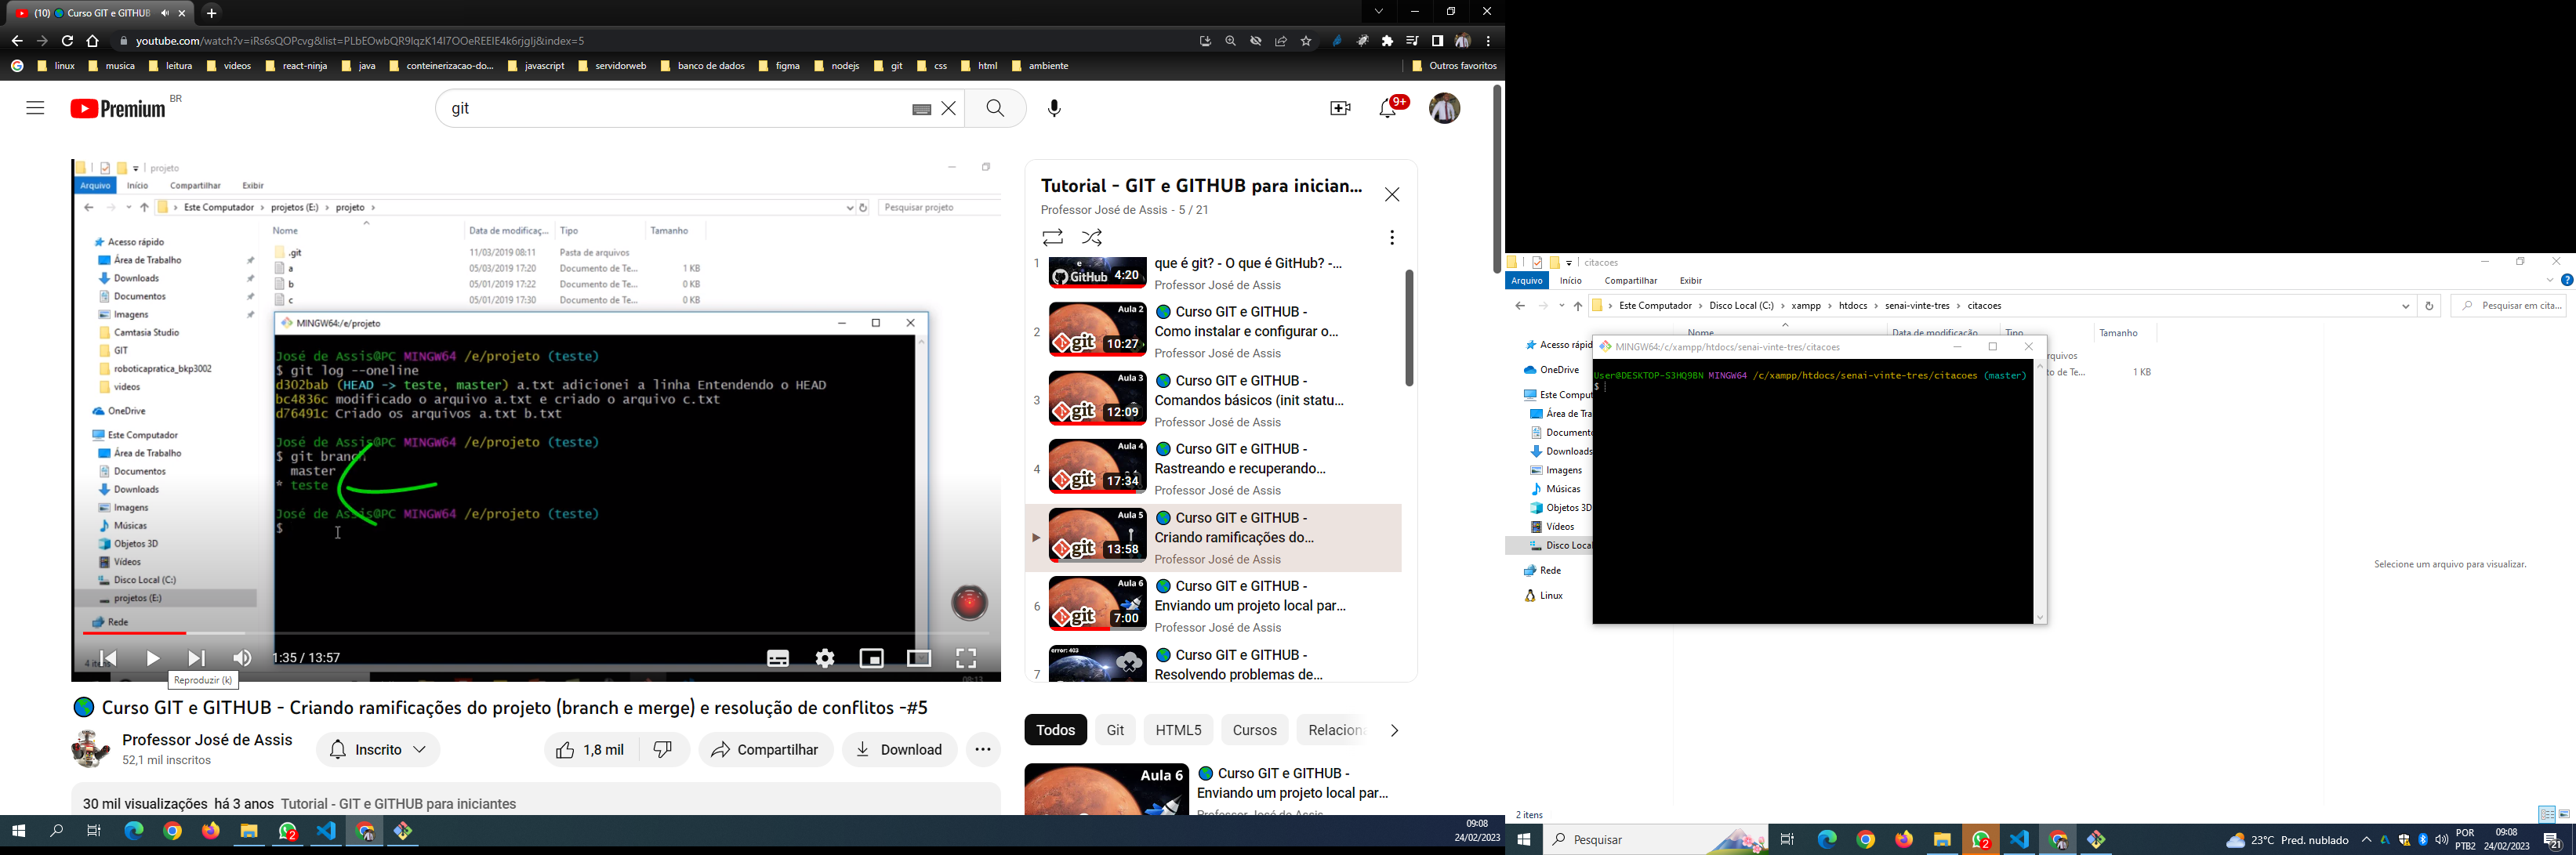 (10) Curso GIT e GITHUB
youtube.com/watch?v=iRs6sQOPcvg&list=PLbEOwbQR9lqzK14I7OOeREEIE4k6rjgIj&index=5
linux musica leitura videos react-ninja java conteinerizacao-do... javascript servidorweb banco de dados figma nodejs git css html ambiente Outros favoritos
Premium BR
git
9+
projeto
Arquivo Início Compartilhar Exibir
Este Computador projetos (E:) projeto
Pesquisar projeto
Nome Data de modificaç... Tipo Tamanho
.git 11/03/2019 08:11 Pasta de arquivos
a 05/03/2019 17:20 Documento de Te... 1 KB
b 05/01/2019 17:22 Documento de Te... 0 KB
c 05/01/2019 17:30 Documento de Te... 0 KB
Acesso rápido
Área de Trabalho
Downloads
Documentos
Imagens
Camtasia Studio
GIT
roboticapratica_bkp3002
videos
OneDrive
Este Computador
Área de Trabalho
Documentos
Downloads
Imagens
Músicas
Objetos 3D
Vídeos
Disco Local (C:)
projetos (E:)
Rede
MINGW64:/e/projeto
José de Assis@PC MINGW64 /e/projeto (teste)
$ git log --oneline
d302bab (HEAD -> teste, master) a.txt adicionei a linha Entendendo o HEAD
bc4836c modificado o arquivo a.txt e criado o arquivo c.txt
d76491c Criado os arquivos a.txt b.txt
José de Assis@PC MINGW64 /e/projeto (teste)
$ git branch
master
* teste
José de Assis@PC MINGW64 /e/projeto (teste)
$
1:35 / 13:57
Reproduzir (k)
08:13
Curso GIT e GITHUB - Criando ramificações do projeto (branch e merge) e resolução de conflitos -#5
Professor José de Assis
52,1 mil inscritos
Inscrito
1,8 mil
Compartilhar
Download
30 mil visualizações há 3 anos Tutorial - GIT e GITHUB para iniciantes
Tutorial - GIT e GITHUB para inician...
Professor José de Assis - 5 / 21
1
e
GitHub
4:20
que é git? - O que é GitHub? -...
Professor José de Assis
2
Aula 2
git
10:27
Curso GIT e GITHUB -
Como instalar e configurar o...
Professor José de Assis
3
Aula 3
git
12:09
Curso GIT e GITHUB -
Comandos básicos (init statu...
Professor José de Assis
4
Aula 4
git
17:34
Curso GIT e GITHUB -
Rastreando e recuperando...
Professor José de Assis
Aula 5
git
13:58
Curso GIT e GITHUB -
Criando ramificações do...
Professor José de Assis
6
Aula 6
git
7:00
Curso GIT e GITHUB -
Enviando um projeto local par...
Professor José de Assis
7
error: 403
Curso GIT e GITHUB -
Resolvendo problemas de...
Todos Git HTML5 Cursos Relacion
Aula 6
Curso GIT e GITHUB -
Enviando um projeto local par...
Professor José de Assis
2
09:08
24/02/2023
citacoes
Arquivo Início Compartilhar Exibir
Este Computador Disco Local (C:) xampp htdocs senai-vinte-tres citacoes
Pesquisar em cita...
Nome Data de modificação Tipo Tamanho
rquivos
to de Te... 1 KB
Acesso rápid
OneDrive
Este Comput
Área de Tra
Documento
Downloads
Imagens
Músicas
Objetos 3D
Vídeos
Disco Local
Rede
Linux
MINGW64:/c/xampp/htdocs/senai-vinte-tres/citacoes
User@DESKTOP-S3HQ9BN MINGW64 /c/xampp/htdocs/senai-vinte-tres/citacoes (master)
$
Selecione um arquivo para visualizar.
2 itens
Pesquisar
2
23°C Pred. nublado
POR
PTB2
09:08
24/02/2023
21